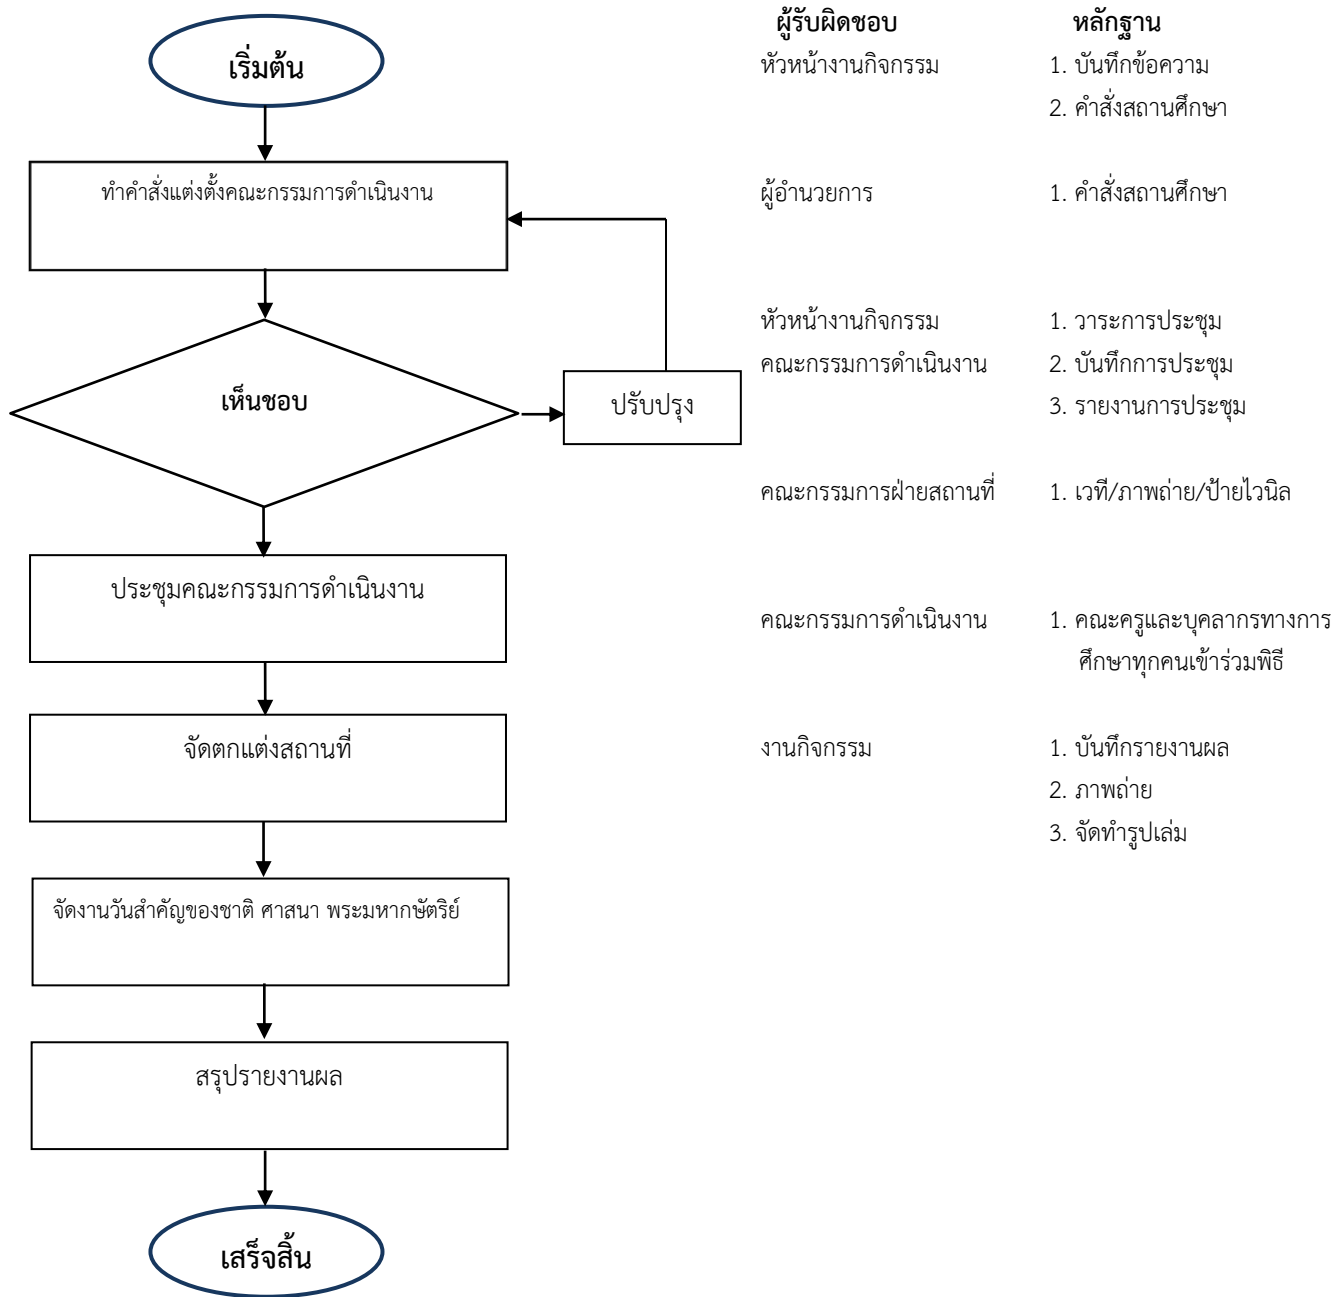 เริ่มต้น
ทำคำสั่งแต่งตั้งคณะกรรมการดำเนินงาน
เห็นชอบ
ปรับปรุง
ประชุมคณะกรรมการดำเนินงาน
จัดตกแต่งสถานที่
จัดงานวันสำคัญของชาติ ศาสนา พระมหากษัตริย์
สรุปรายงานผล
เสร็จสิ้น
ผู้รับผิดชอบ หลักฐาน
หัวหน้างานกิจกรรม 1. บันทึกข้อความ
2. คำสั่งสถานศึกษา
ผู้อำนวยการ 1. คำสั่งสถานศึกษา
หัวหน้างานกิจกรรม 1. วาระการประชุม
คณะกรรมการดำเนินงาน 2. บันทึกการประชุม
3. รายงานการประชุม
คณะกรรมการฝ่ายสถานที่ 1. เวที/ภาพถ่าย/ป้ายไวนิล
คณะกรรมการดำเนินงาน 1. คณะครูและบุคลากรทางการ
ศึกษาทุกคนเข้าร่วมพิธี
งานกิจกรรม 1. บันทึกรายงานผล
2. ภาพถ่าย
3. จัดทำรูปเล่ม